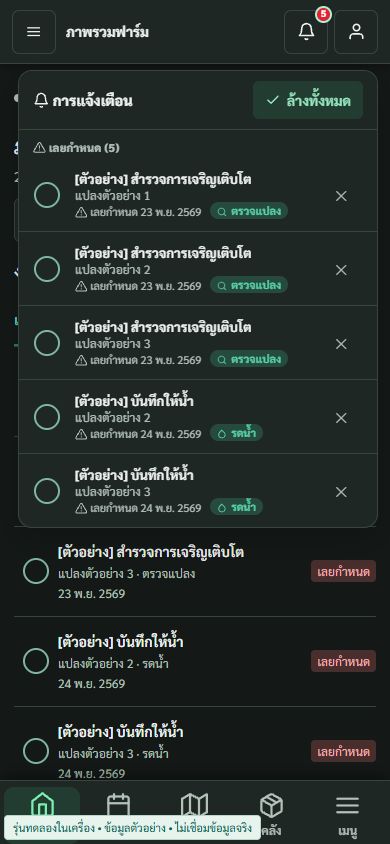 ภาพรวมฟาร์ม
5
การแจ้งเตือน
ล้างทั้งหมด
เลยกำหนด (5)
[ตัวอย่าง] สำรวจการเจริญเติบโต
แปลงตัวอย่าง 1
เลยกำหนด 23 พ.ย. 2569 ตรวจแปลง
[ตัวอย่าง] สำรวจการเจริญเติบโต
แปลงตัวอย่าง 2
เลยกำหนด 23 พ.ย. 2569 ตรวจแปลง
[ตัวอย่าง] สำรวจการเจริญเติบโต
แปลงตัวอย่าง 3
เลยกำหนด 23 พ.ย. 2569 ตรวจแปลง
[ตัวอย่าง] บันทึกให้น้ำ
แปลงตัวอย่าง 2
เลยกำหนด 24 พ.ย. 2569 รดน้ำ
[ตัวอย่าง] บันทึกให้น้ำ
แปลงตัวอย่าง 3
เลยกำหนด 24 พ.ย. 2569 รดน้ำ
[ตัวอย่าง] สำรวจการเจริญเติบโต
แปลงตัวอย่าง 3 · ตรวจแปลง
23 พ.ย. 2569
เลยกำหนด
[ตัวอย่าง] บันทึกให้น้ำ
แปลงตัวอย่าง 2 · รดน้ำ
24 พ.ย. 2569
เลยกำหนด
[ตัวอย่าง] บันทึกให้น้ำ
แปลงตัวอย่าง 3 · รดน้ำ
24 พ.ย. 2569
เลยกำหนด
คลัง
เมนู
รุ่นทดลองในเครื่อง • ข้อมูลตัวอย่าง • ไม่เชื่อมข้อมูลจริง